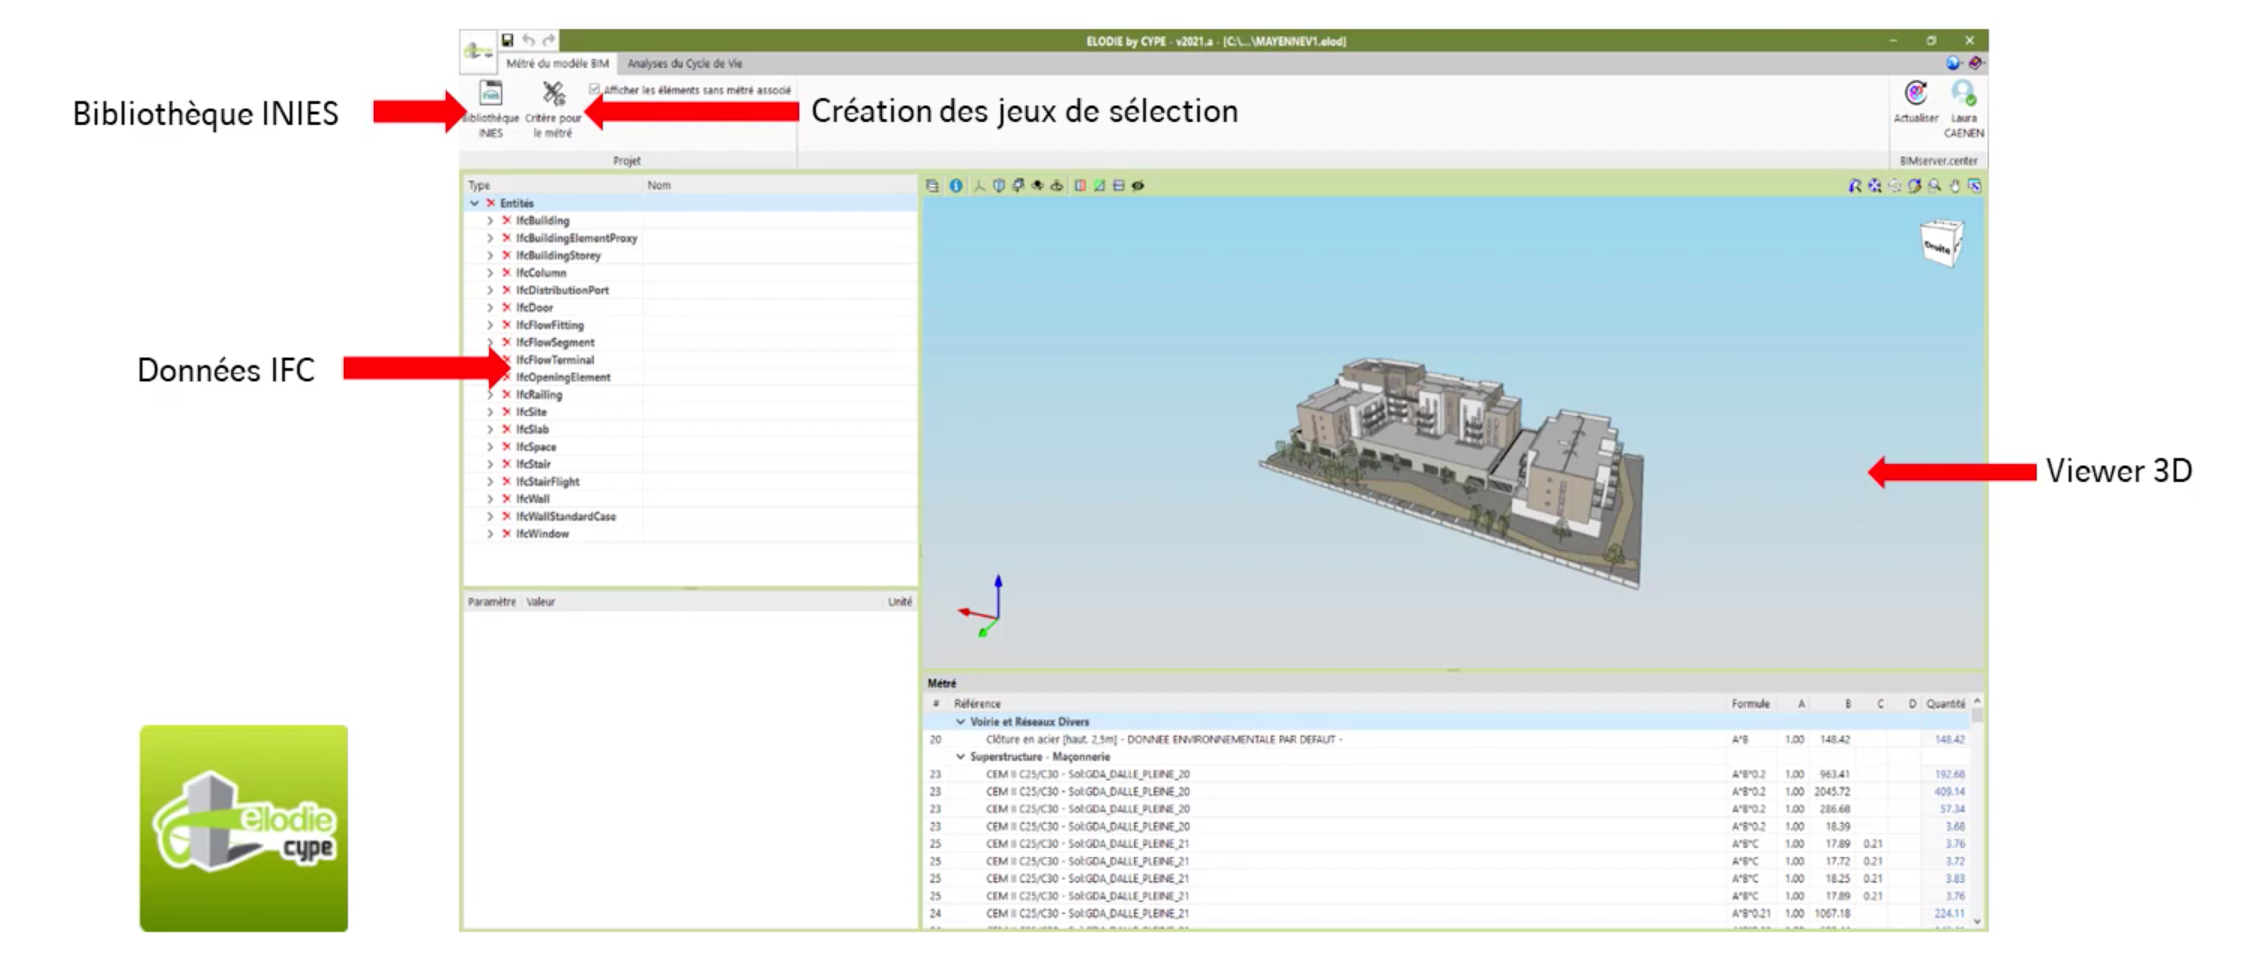 ELODIE by CYPE - v2021.a - [C:\...\MAYENNEV1.elod]
Métré du modèle BIM
Analyses du Cycle de Vie
Bibliothèque INIES
Bibliothèque INIES
Critère pour le métré
Afficher les éléments sans métré associé
Création des jeux de sélection
Actualiser
Laura CAENEN
Projet
BIMserver.center
Type Nom
Entités
IfcBuilding
IfcBuildingElementProxy
IfcBuildingStorey
IfcColumn
IfcDistributionPort
IfcDoor
IfcFlowFitting
IfcFlowSegment
IfcFlowTerminal
IfcOpeningElement
IfcRailing
IfcSite
IfcSlab
IfcSpace
IfcStair
IfcStairFlight
IfcWall
IfcWallStandardCase
IfcWindow
Données IFC
Droite
Viewer 3D
Paramètre Valeur Unité
Métré
# Référence Formule A B C D Quantité
Voirie et Réseaux Divers
20 Clôture en acier [haut. 2,5m] - DONNEE ENVIRONNEMENTALE PAR DEFAUT - A*B 1.00 148.42 148.42
Superstructure - Maçonnerie
23 CEM II C25/C30 - Sol:GDA_DALLE_PLEINE_20 A*B*0.2 1.00 963.41 192.68
23 CEM II C25/C30 - Sol:GDA_DALLE_PLEINE_20 A*B*0.2 1.00 2045.72 409.14
23 CEM II C25/C30 - Sol:GDA_DALLE_PLEINE_20 A*B*0.2 1.00 286.68 57.34
23 CEM II C25/C30 - Sol:GDA_DALLE_PLEINE_20 A*B*0.2 1.00 18.39 3.68
25 CEM II C25/C30 - Sol:GDA_DALLE_PLEINE_21 A*B*C 1.00 17.89 0.21 3.76
25 CEM II C25/C30 - Sol:GDA_DALLE_PLEINE_21 A*B*C 1.00 17.72 0.21 3.72
25 CEM II C25/C30 - Sol:GDA_DALLE_PLEINE_21 A*B*C 1.00 18.25 0.21 3.83
25 CEM II C25/C30 - Sol:GDA_DALLE_PLEINE_21 A*B*C 1.00 17.89 0.21 3.76
24 CEM II C25/C30 - Sol:GDA_DALLE_PLEINE_21 A*B*0.21 1.00 1067.18 224.11
elodie
cype